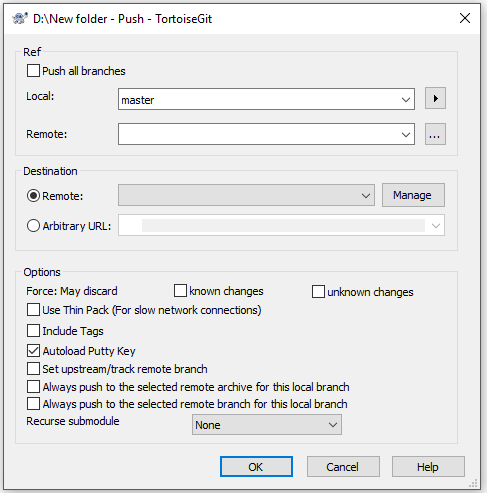 D:\New folder - Push - TortoiseGit
Ref
Push all branches
Local: master
Remote: ...
Destination
Remote: Manage
Arbitrary URL:
Options
Force: May discard known changes unknown changes
Use Thin Pack (For slow network connections)
Include Tags
Autoload Putty Key
Set upstream/track remote branch
Always push to the selected remote archive for this local branch
Always push to the selected remote branch for this local branch
Recurse submodule None
OK Cancel Help